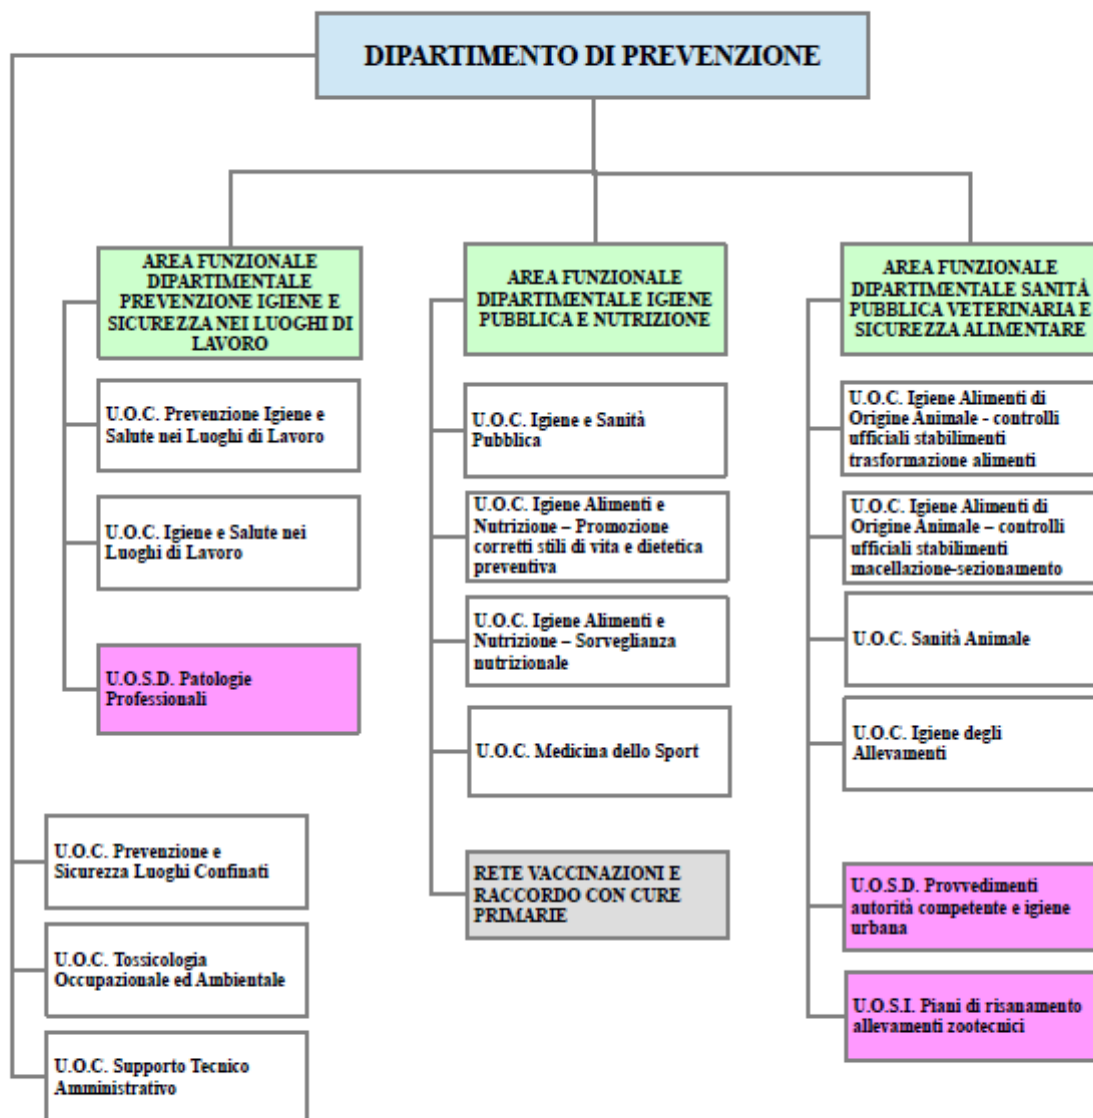 DIPARTIMENTO DI PREVENZIONE
AREA FUNZIONALE
DIPARTIMENTALE
PREVENZIONE IGIENE E
SICUREZZA NEI LUOGHI DI
LAVORO
U.O.C. Prevenzione Igiene e
Salute nei Luoghi di Lavoro
U.O.C. Igiene e Salute nei
Luoghi di Lavoro
U.O.S.D. Patologie
Professionali
AREA FUNZIONALE
DIPARTIMENTALE IGIENE
PUBBLICA E NUTRIZIONE
U.O.C. Igiene e Sanità
Pubblica
U.O.C. Igiene Alimenti e
Nutrizione – Promozione
corretti stili di vita e dietetica
preventiva
U.O.C. Igiene Alimenti e
Nutrizione – Sorveglianza
nutrizionale
U.O.C. Medicina dello Sport
RETE VACCINAZIONI E
RACCORDO CON CURE
PRIMARIE
AREA FUNZIONALE
DIPARTIMENTALE SANITÀ
PUBBLICA VETERINARIA E
SICUREZZA ALIMENTARE
U.O.C. Igiene Alimenti di
Origine Animale - controlli
ufficiali stabilimenti
trasformazione alimenti
U.O.C. Igiene Alimenti di
Origine Animale – controlli
ufficiali stabilimenti
macellazione-sezionamento
U.O.C. Sanità Animale
U.O.C. Igiene degli
Allevamenti
U.O.S.D. Provvedimenti
autorità competente e igiene
urbana
U.O.S.I. Piani di risanamento
allevamenti zootecnici
U.O.C. Prevenzione e
Sicurezza Luoghi Confinati
U.O.C. Tossicologia
Occupazionale ed Ambientale
U.O.C. Supporto Tecnico
Amministrativo